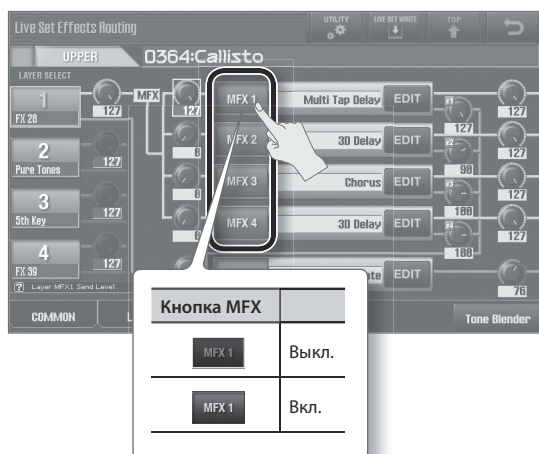 Live Set Effects Routing
UTILITY
LIVE SET WRITE
TOP
UPPER
0364:Callisto
LAYER SELECT
1
FX 28
127
MFX
127
MFX 1
Multi Tap Delay
EDIT
127
127
2
Pure Tones
127
0
MFX 2
3D Delay
EDIT
90
127
3
5th Key
127
0
MFX 3
Chorus
EDIT
100
127
4
FX 39
127
0
MFX 4
3D Delay
EDIT
100
127
EDIT
76
? Layer MFX1 Send Level
COMMON
Tone Blender
Кнопка MFX
MFX 1
Выкл.
MFX 1
Вкл.